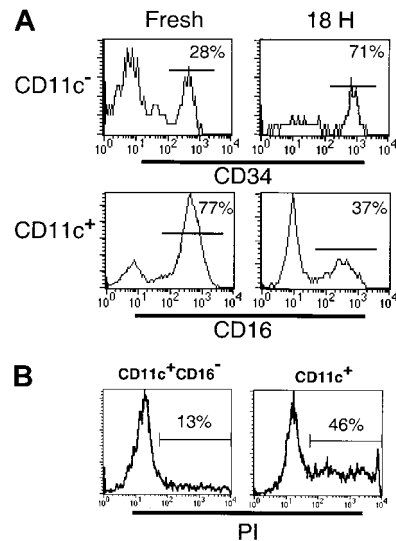 A
Fresh 18 H
CD11c⁻ 28% 71%
10⁰ 10¹ 10² 10³ 10⁴ 10⁰ 10¹ 10² 10³ 10⁴
CD34
CD11c⁺ 77% 37%
10⁰ 10¹ 10² 10³ 10⁴ 10⁰ 10¹ 10² 10³ 10⁴
CD16
B
CD11c⁺CD16⁻ CD11c⁺
13% 46%
10⁰ 10¹ 10² 10³ 10⁴ 10⁰ 10¹ 10² 10³ 10⁴
PI